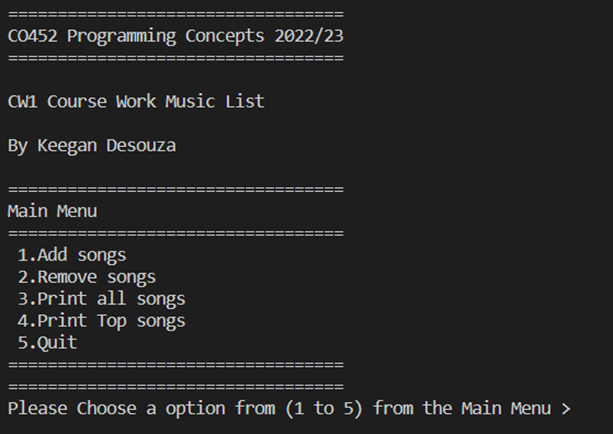 ==================================
CO452 Programming Concepts 2022/23
==================================
CW1 Course Work Music List
By Keegan Desouza
==================================
Main Menu
==================================
1.Add songs
2.Remove songs
3.Print all songs
4.Print Top songs
5.Quit
==================================
==================================
Please Choose a option from (1 to 5) from the Main Menu >